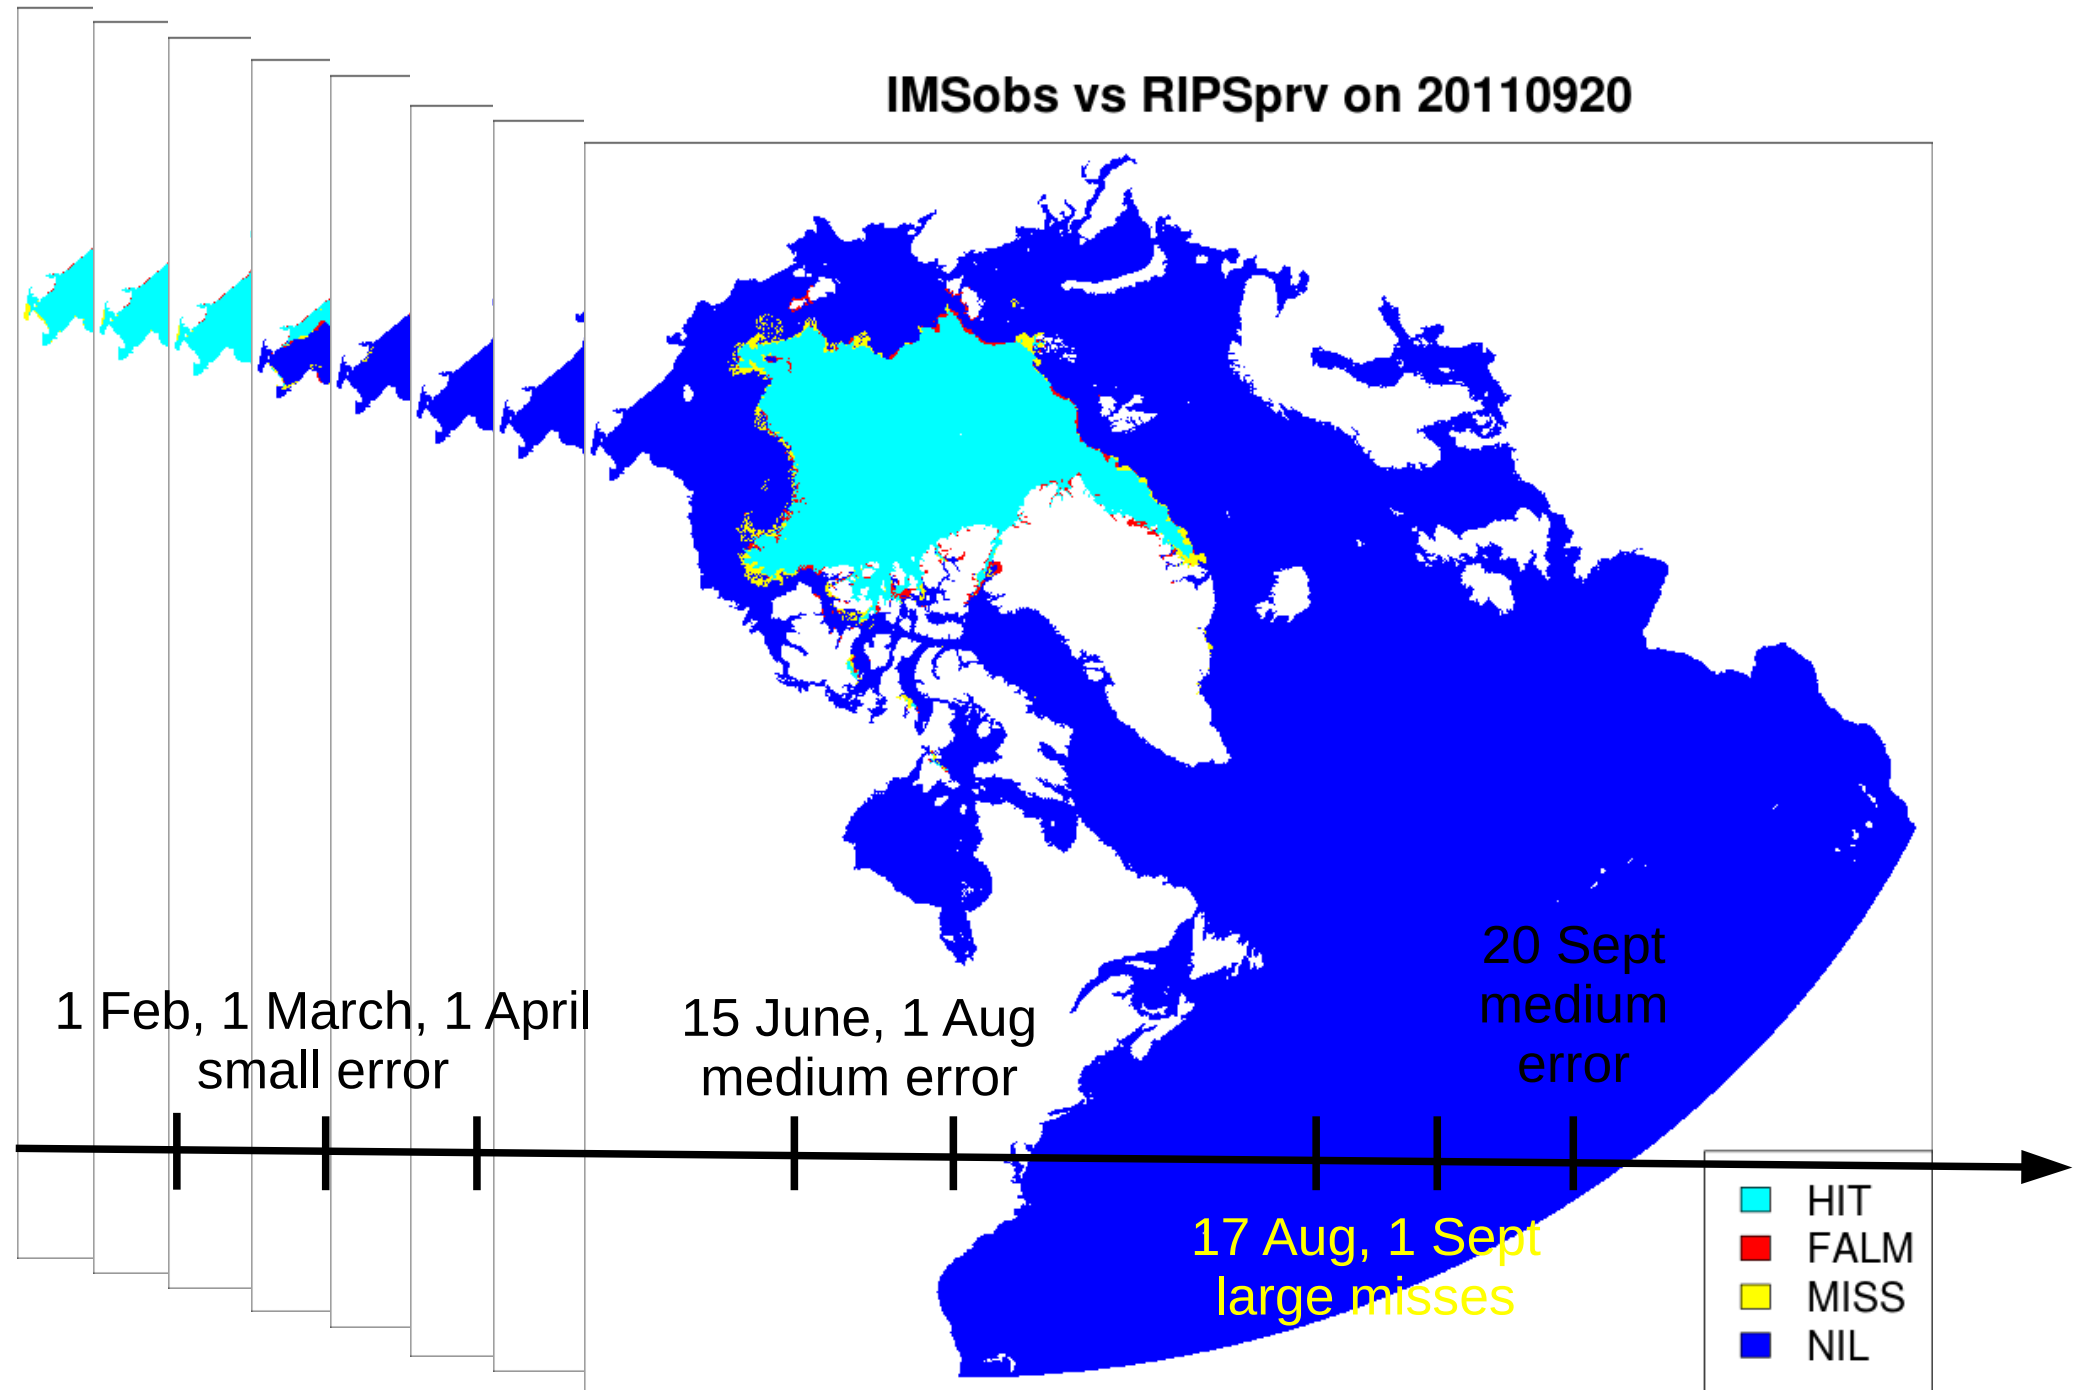 IMSobs vs RIPSprv on 20110920
1 Feb, 1 March, 1 April
small error
15 June, 1 Aug
medium error
20 Sept
medium
error
17 Aug, 1 Sept
large misses
HIT
FALM
MISS
NIL